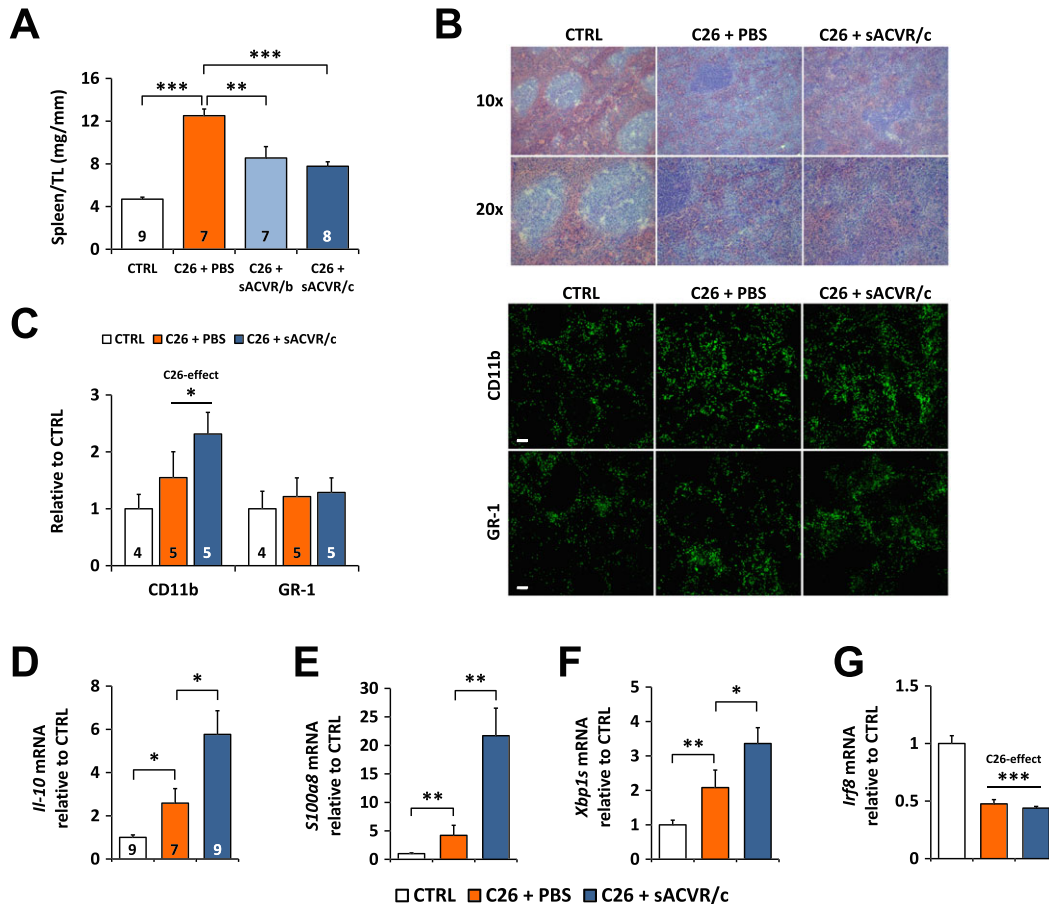 A
Spleen/TL (mg/mm)
16
12
8
4
0
***
***
**
9
7
7
8
CTRL
C26 + PBS
C26 +
sACVR/b
C26 +
sACVR/c
B
CTRL
C26 + PBS
C26 + sACVR/c
10x
20x
CTRL
C26 + PBS
C26 + sACVR/c
CD11b
GR-1
C
CTRL
C26 + PBS
C26 + sACVR/c
Relative to CTRL
3
2
1
0
C26-effect
*
4
5
5
4
5
5
CD11b
GR-1
D
Il-10 mRNA
relative to CTRL
8
6
4
2
0
*
*
9
7
9
E
S100a8 mRNA
relative to CTRL
30
25
20
15
10
5
0
**
**
F
Xbp1s mRNA
relative to CTRL
5
4
3
2
1
0
**
*
G
Irf8 mRNA
relative to CTRL
1.5
1
0.5
0
C26-effect
***
CTRL
C26 + PBS
C26 + sACVR/c